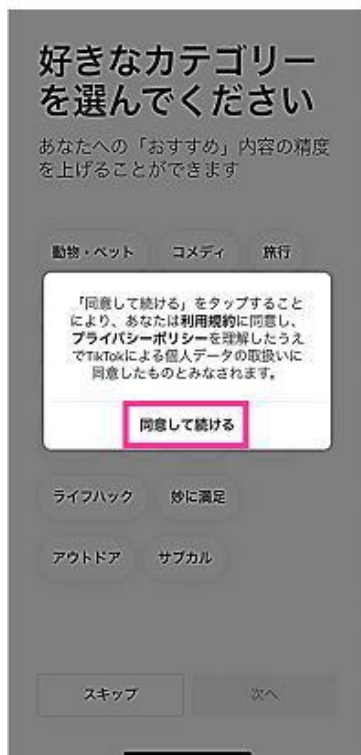 好きなカテゴリー
を選んでください
あなたへの「おすすめ」内容の精度
を上げることができます
動物・ペット
コメディ
旅行
「同意して続ける」をタップすること
により、あなたは利用規約に同意し、
プライバシーポリシーを理解したうえ
でTikTokによる個人データの取扱いに
同意したものとみなされます。
同意して続ける
ライフハック
妙に満足
アウトドア
サブカル
スキップ
次へ